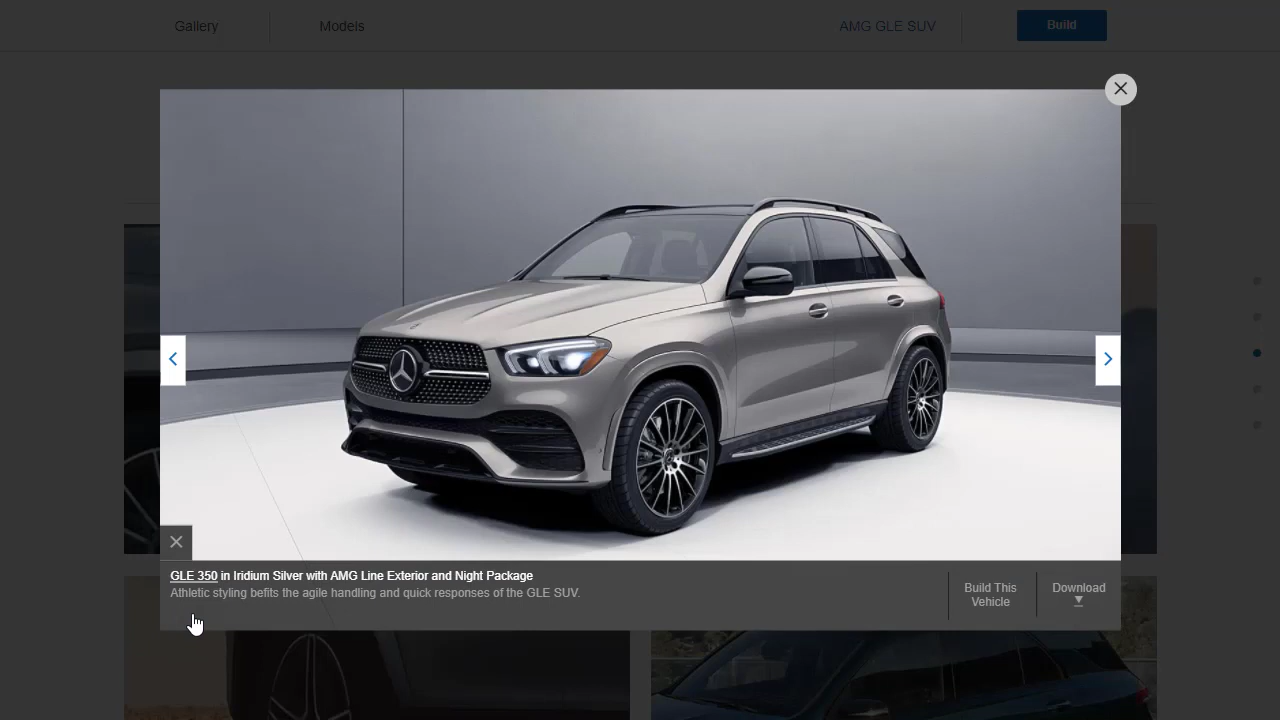 Gallery
Models
AMG GLE SUV
Build
GLE 350 in Iridium Silver with AMG Line Exterior and Night Package
Athletic styling befits the agile handling and quick responses of the GLE SUV.
Build This
Vehicle
Download